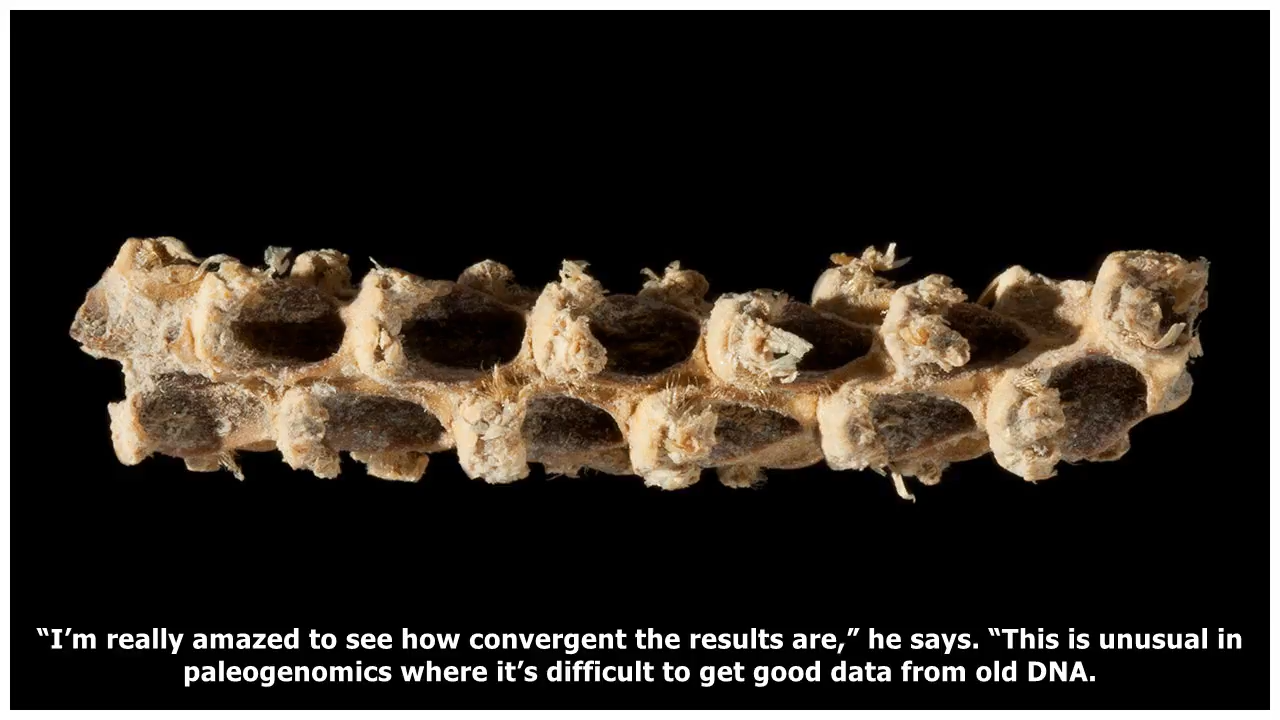 “I’m really amazed to see how convergent the results are,” he says. “This is unusual in
paleogenomics where it’s difficult to get good data from old DNA.